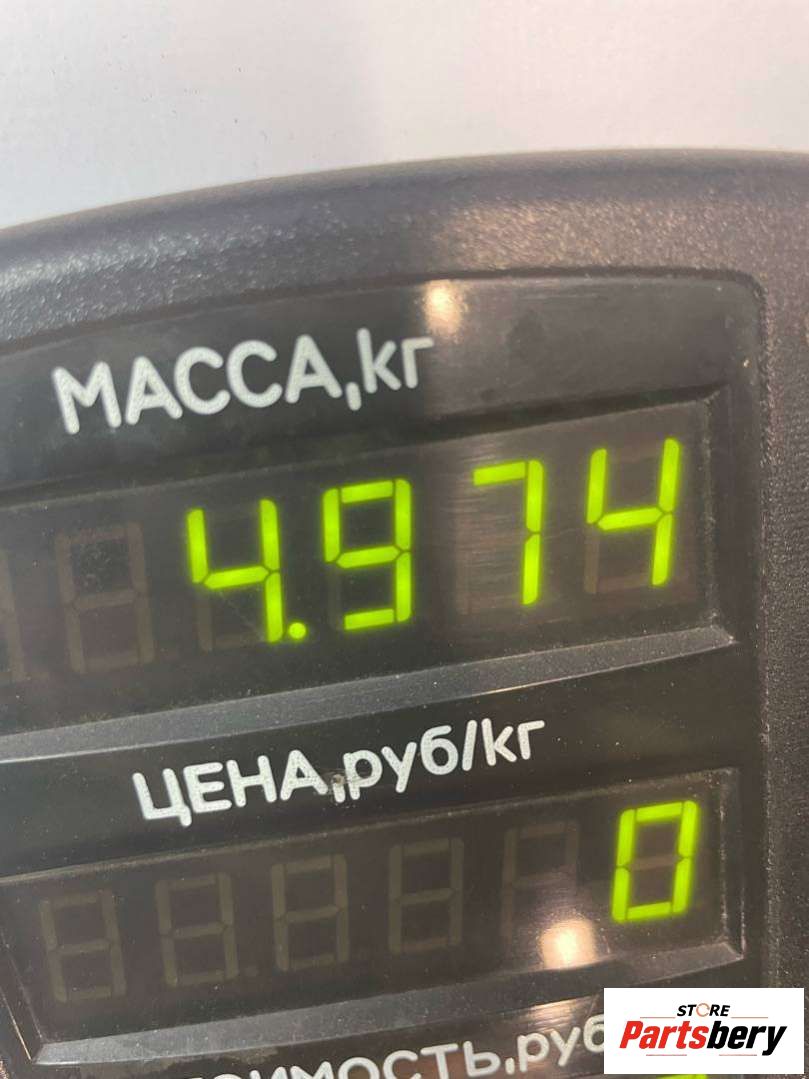 МАССА,кг
4.974
ЦЕНА,руб/кг
0
STORE
Partsbery